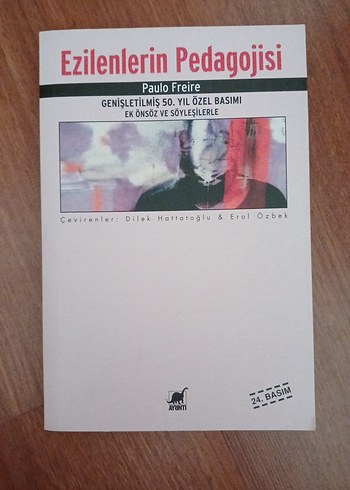 Ezilenlerin Pedagojisi
Paulo Freire
GENİŞLETİLMİŞ 50. YIL ÖZEL BASIMI
EK ÖNSÖZ VE SÖYLEŞİLERLE
Çevirenler: Dilek Hattatoğlu & Erol Özbek
24. BASIM
AYRINTI